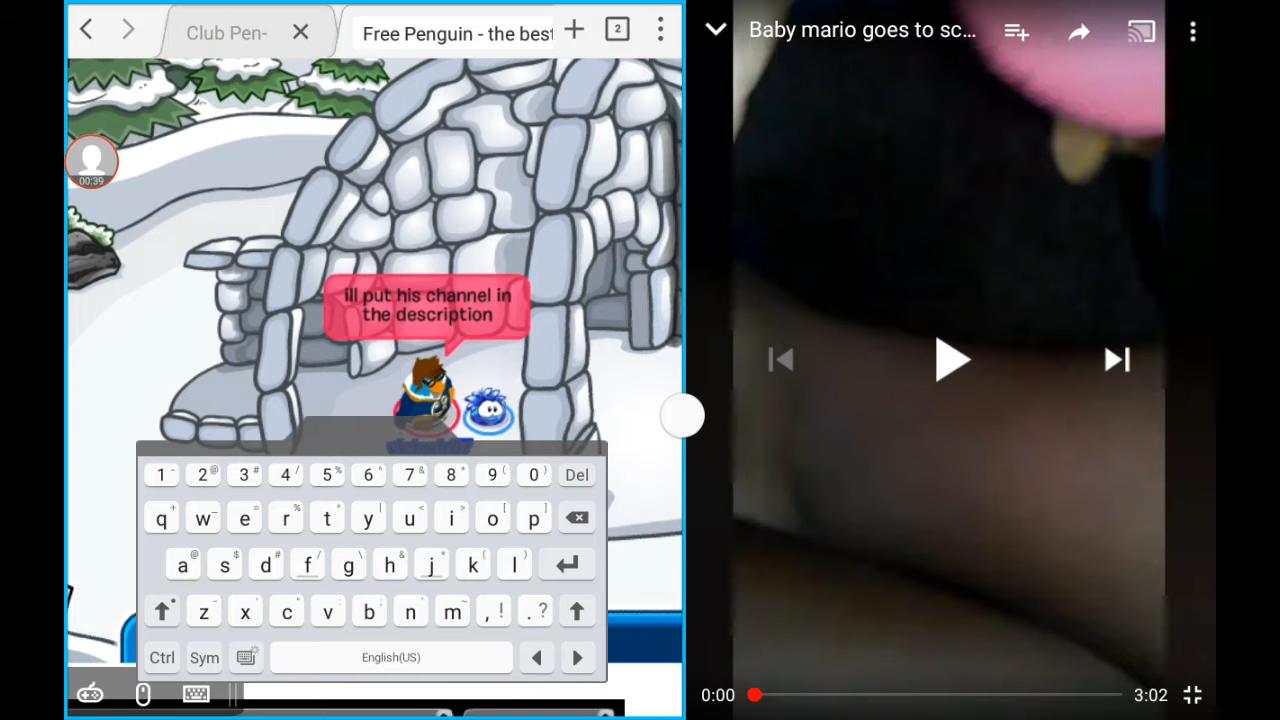 Club Pen-
Free Penguin - the best
2
00:39
ill put his channel in
the description
1 - 2 @ 3 # 4 / 5 % 6 ^ 7 & 8 * 9 ( 0 ) Del
q + w e r % t ^ y | u < i > o [ p ]
a @ s $ d # f / g \ h & j * k ( l )
z x c v b n m ~ , ! . ?
Ctrl Sym English(US)
Baby mario goes to sc...
0:00
3:02